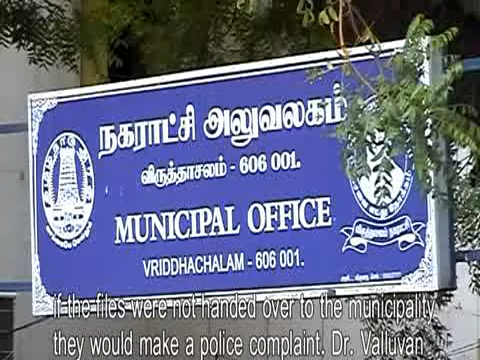 நகராட்சி அலுவலகம்
விருத்தாசலம் - 606 001.
MUNICIPAL OFFICE
VRIDDHACHALAM - 606 001.
if the files were not handed over to the municipality,
they would make a police complaint. Dr. Valluvan